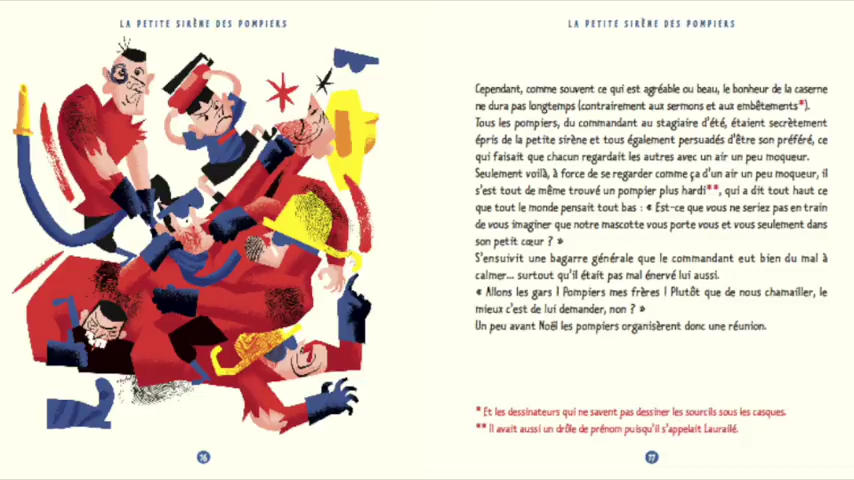 LA PETITE SIRÈNE DES POMPIERS
16
LA PETITE SIRÈNE DES POMPIERS
Cependant, comme souvent ce qui est agréable ou beau, le bonheur de la caserne
ne dura pas longtemps (contrairement aux sermons et aux embêtements*).
Tous les pompiers, du commandant au stagiaire d'été, étaient secrètement
épris de la petite sirène et tous également persuadés d'être son préféré, ce
qui faisait que chacun regardait les autres avec un air un peu moqueur.
Seulement voilà, à force de se regarder comme ça d'un air un peu moqueur, il
s'est tout de même trouvé un pompier plus hardi**, qui a dit tout haut ce
que tout le monde pensait tout bas : « Est-ce que vous ne seriez pas en train
de vous imaginer que notre mascotte vous porte vous et vous seulement dans
son petit cœur ? »
S'ensuivit une bagarre générale que le commandant eut bien du mal à
calmer... surtout qu'il était pas mal énervé lui aussi.
« Allons les gars ! Pompiers mes frères ! Plutôt que de nous chamailler, le
mieux c'est de lui demander, non ? »
Un peu avant Noël les pompiers organisèrent donc une réunion.
* Et les dessinateurs qui ne savent pas dessiner les sourcils sous les casques.
** Il avait aussi un drôle de prénom puisqu'il s'appelait Laurailé.
17